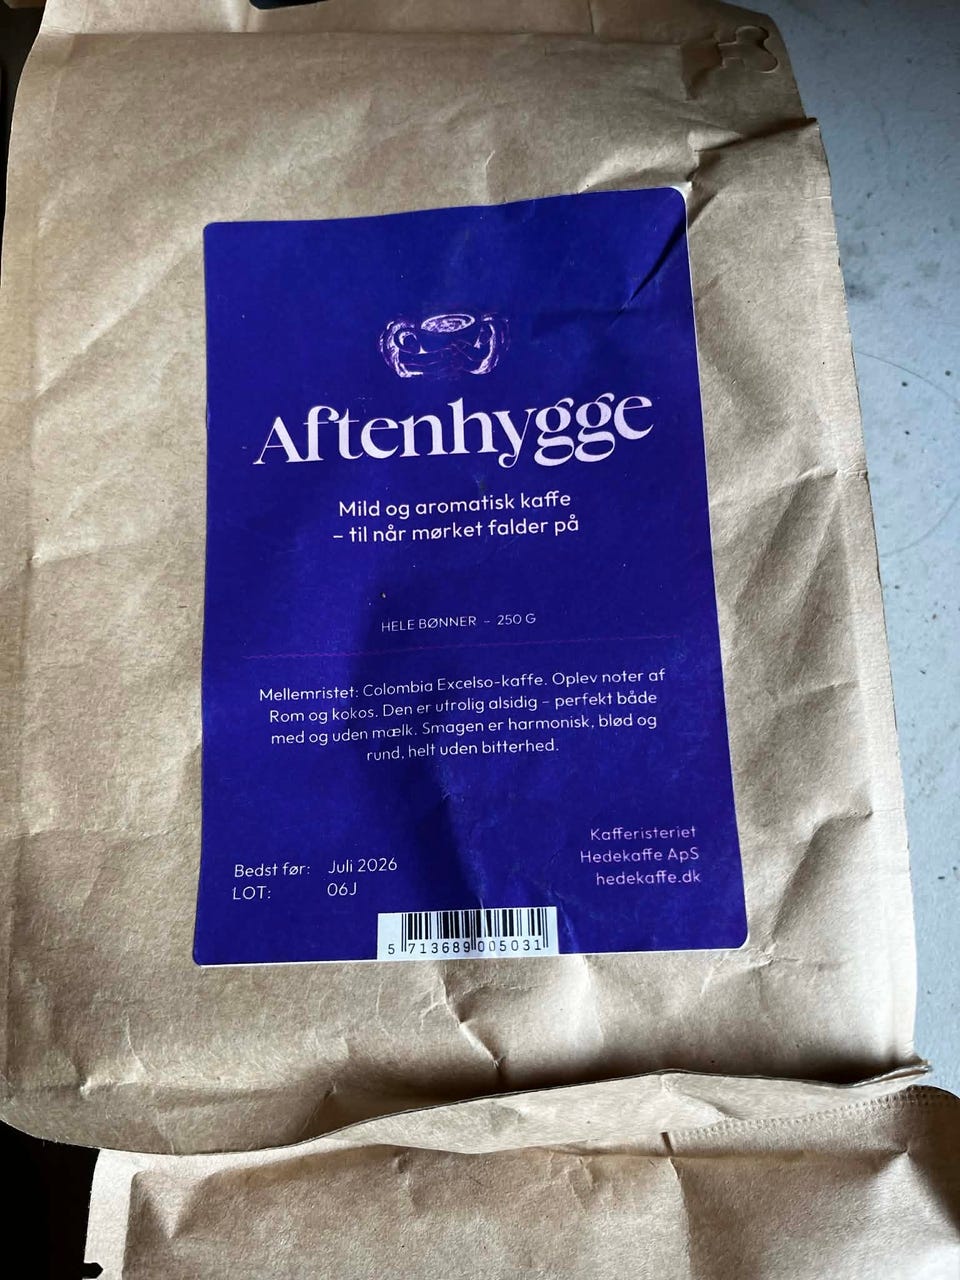 Aftenhygge
Mild og aromatisk kaffe
– til når mørket falder på
HELE BØNNER – 250 G
Mellemristet: Colombia Excelso-kaffe. Oplev noter af
Rom og kokos. Den er utrolig alsidig – perfekt både
med og uden mælk. Smagen er harmonisk, blød og
rund, helt uden bitterhed.
Kafferisteriet
Hedekaffe ApS
hedekaffe.dk
Bedst før: Juli 2026
LOT: 06J
5 713689 005031